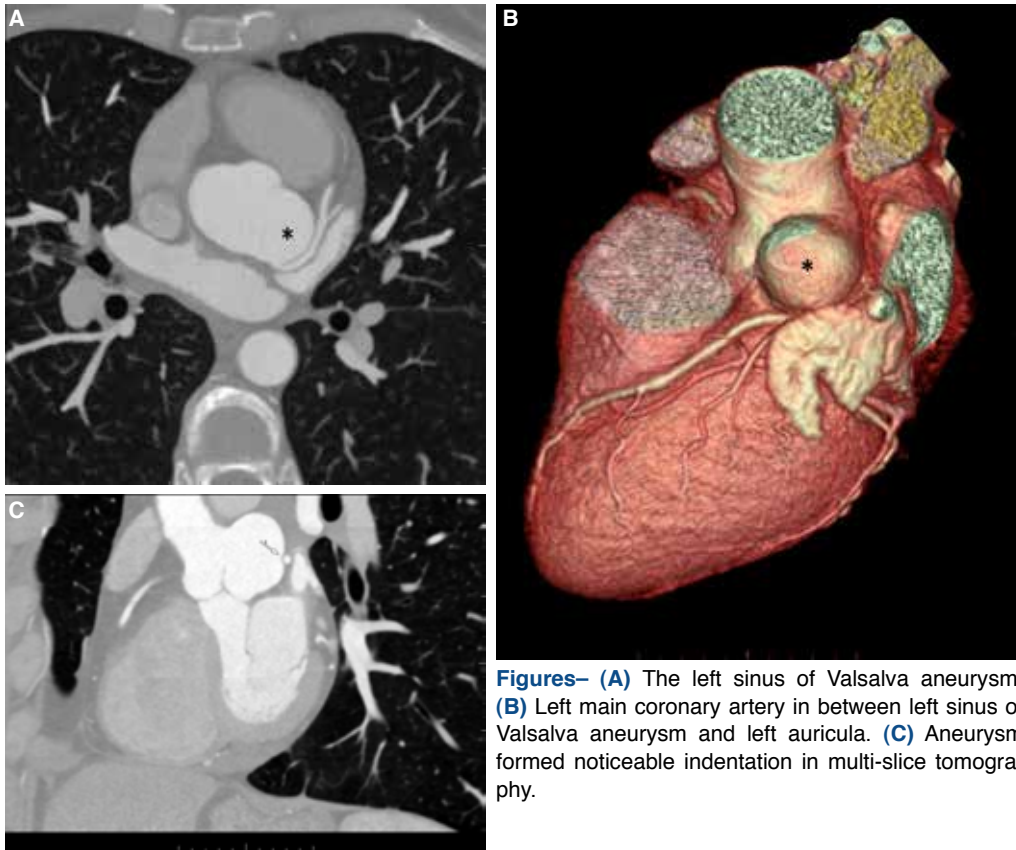 A
B
*
*
C
Figures– (A) The left sinus of Valsalva aneurysm
(B) Left main coronary artery in between left sinus o
Valsalva aneurysm and left auricula. (C) Aneurysm
formed noticeable indentation in multi-slice tomogra
phy.